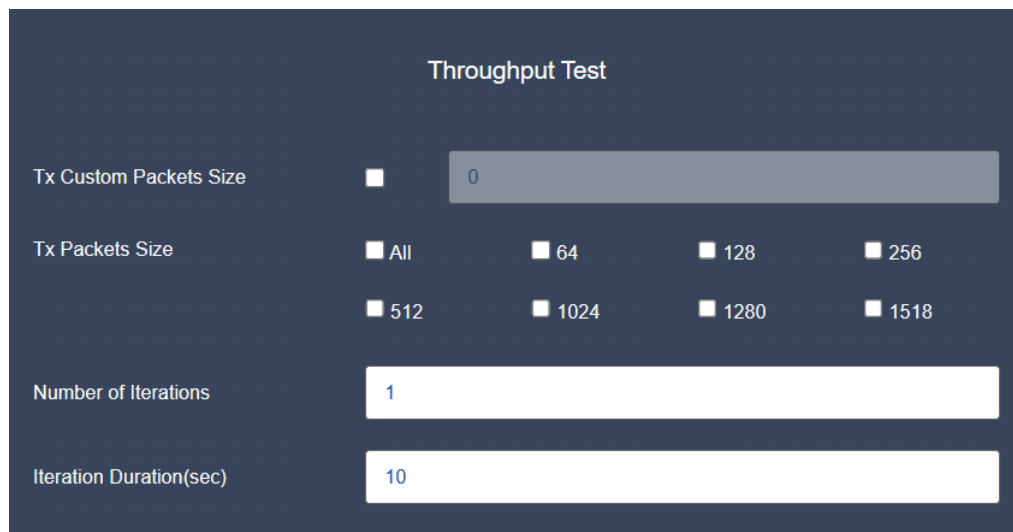 Throughput Test
Tx Custom Packets Size 0
Tx Packets Size All 64 128 256
512 1024 1280 1518
Number of Iterations 1
Iteration Duration(sec) 10